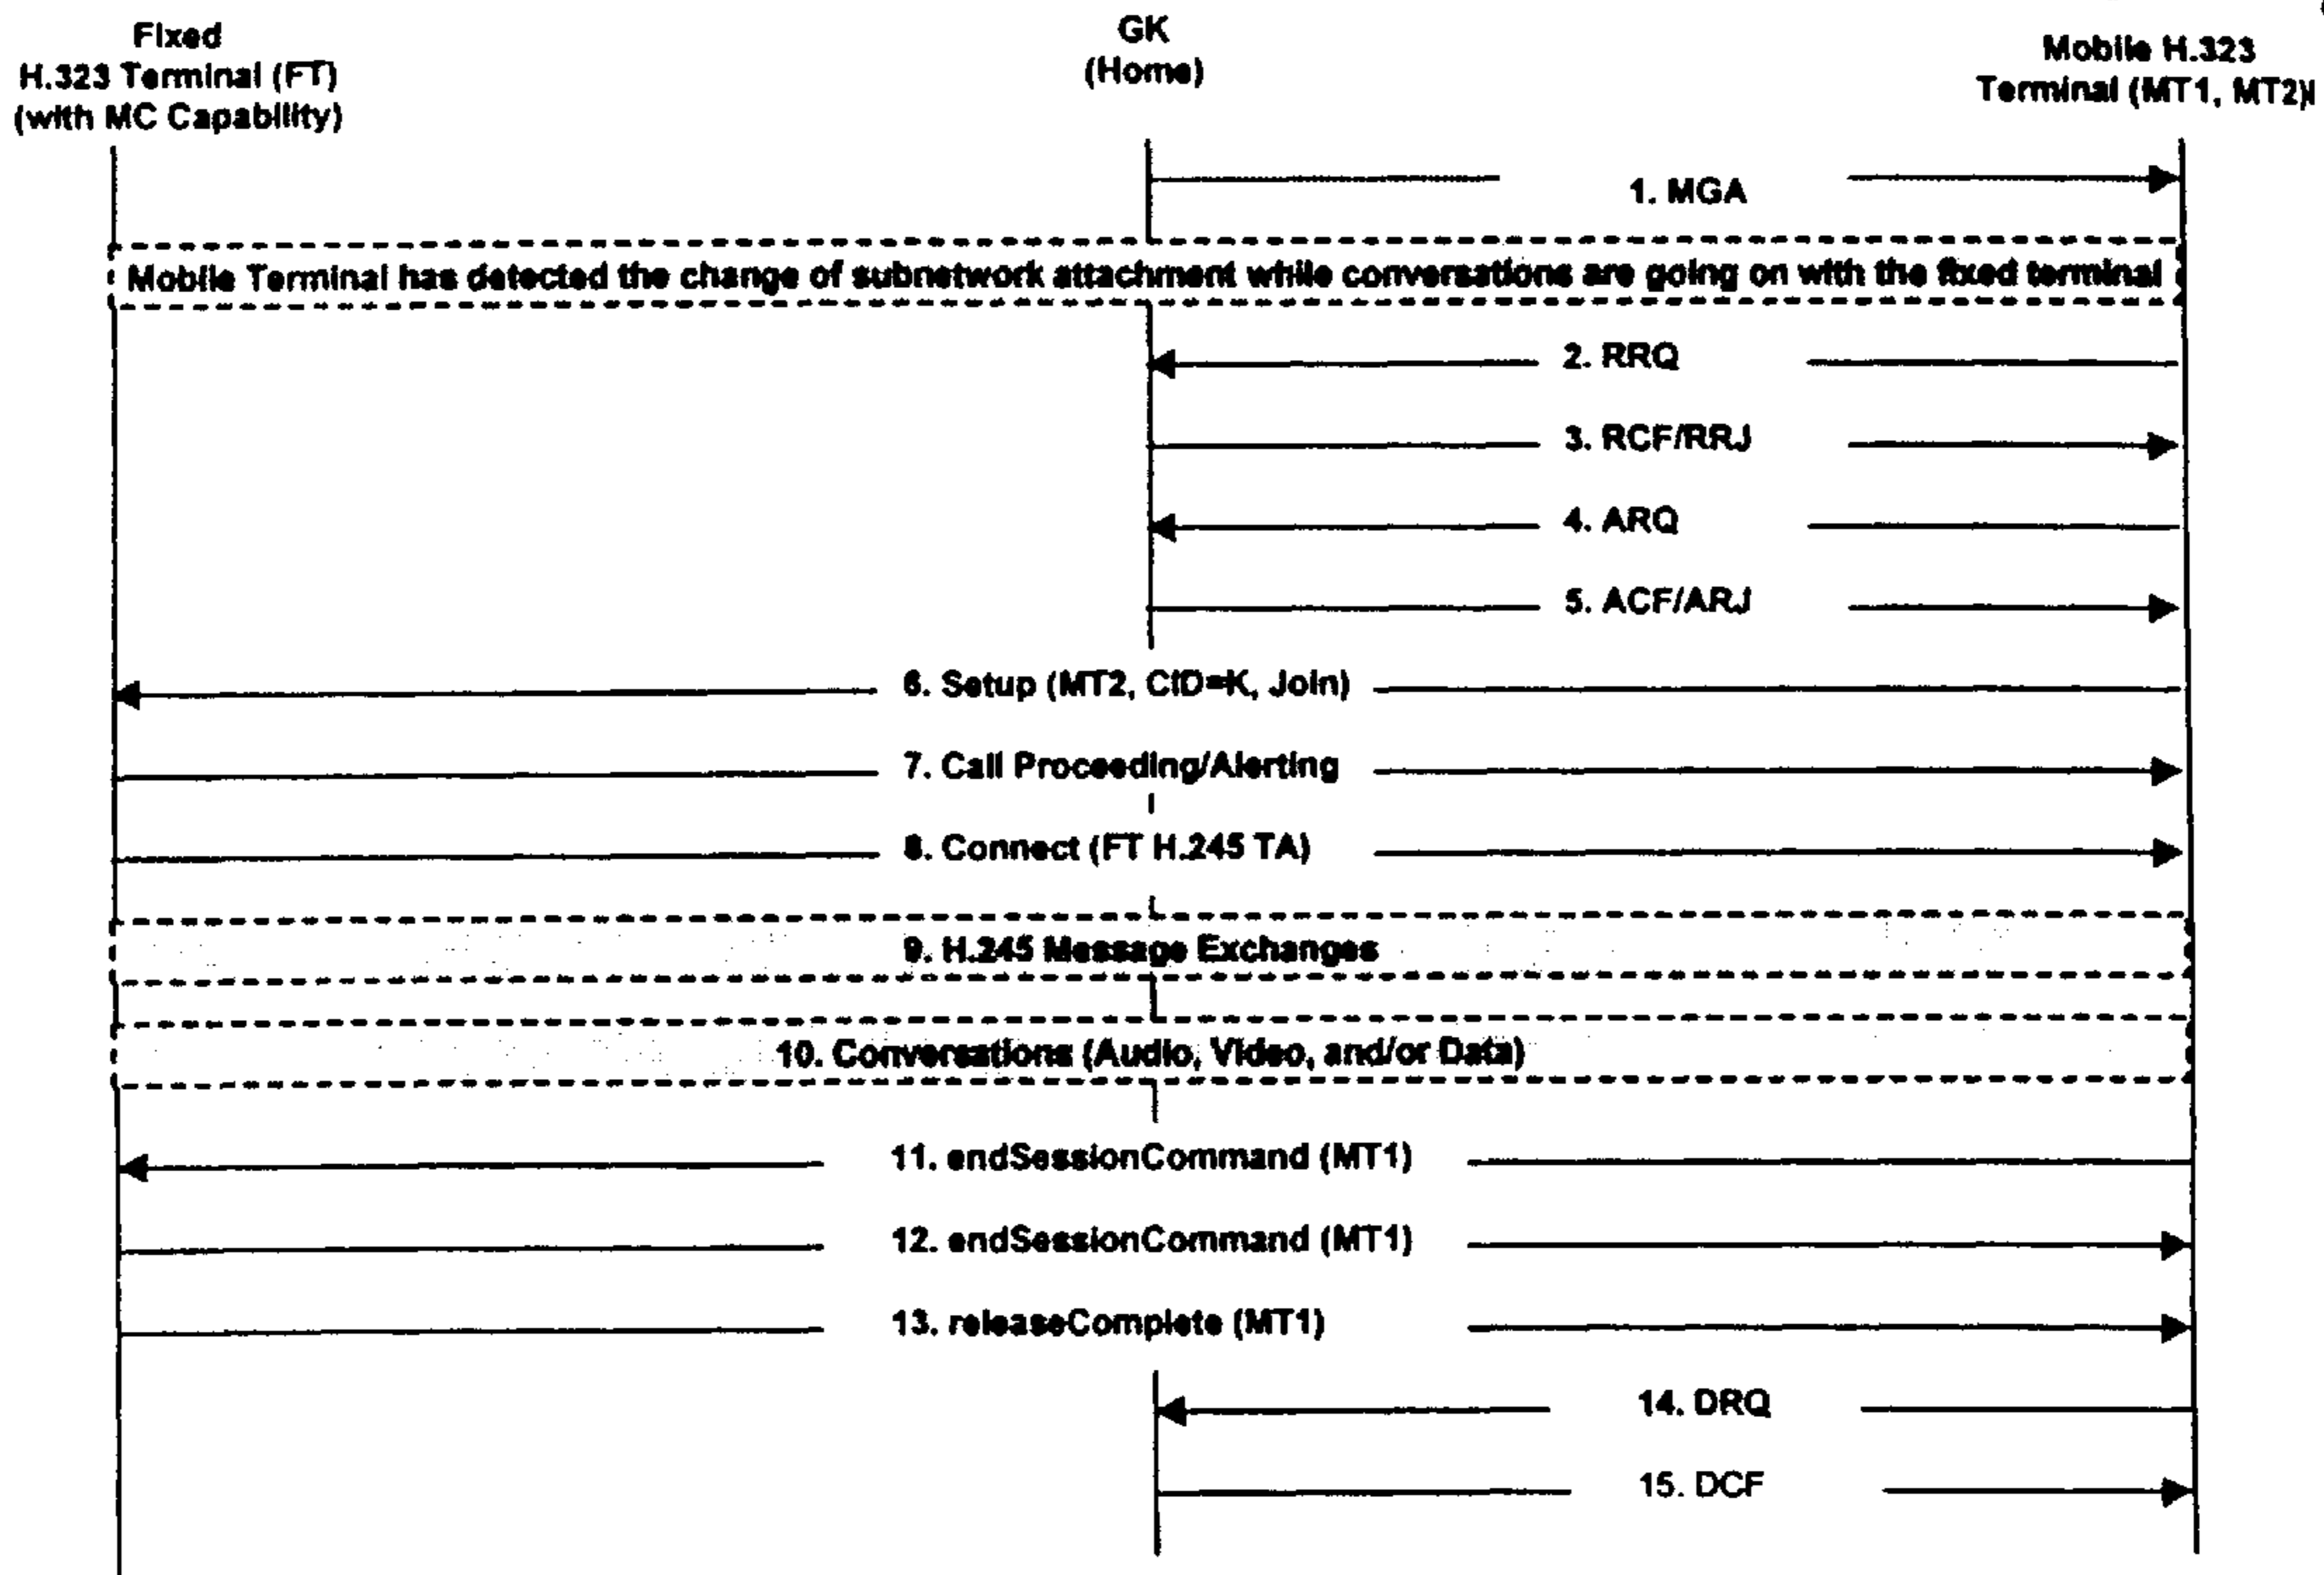 Fixed
H.323 Terminal (FT)
(with MC Capability)
GK
(Home)
Mobile H.323
Terminal (MT1, MT2)
1. MGA
Mobile Terminal has detected the change of subnetwork attachment while conversations are going on with the fixed terminal
2. RRQ
3. RCF/RRJ
4. ARQ
5. ACF/ARJ
6. Setup (MT2, CID=K, Join)
7. Call Proceeding/Alerting
8. Connect (FT H.245 TA)
9. H.245 Message Exchanges
10. Conversations (Audio, Video, and/or Data)
11. endSessionCommand (MT1)
12. endSessionCommand (MT1)
13. releaseComplete (MT1)
14. DRQ
15. DCF